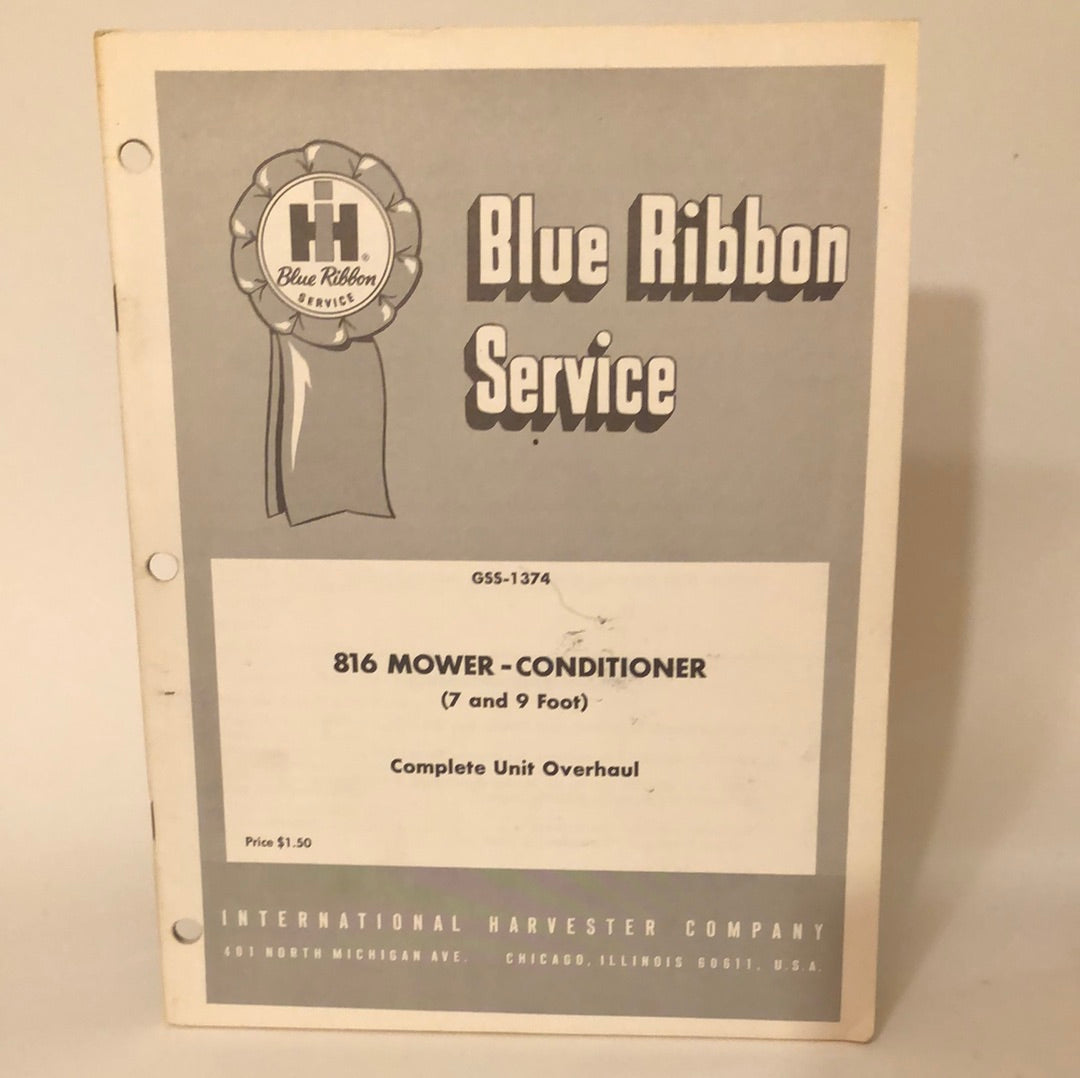 IH®
Blue Ribbon
SERVICE
Blue Ribbon
Service
GSS-1374
816 MOWER-CONDITIONER
(7 and 9 Foot)
Complete Unit Overhaul
Price $1.50
INTERNATIONAL HARVESTER COMPANY
401 NORTH MICHIGAN AVE. CHICAGO, ILLINOIS 60611, U.S.A.